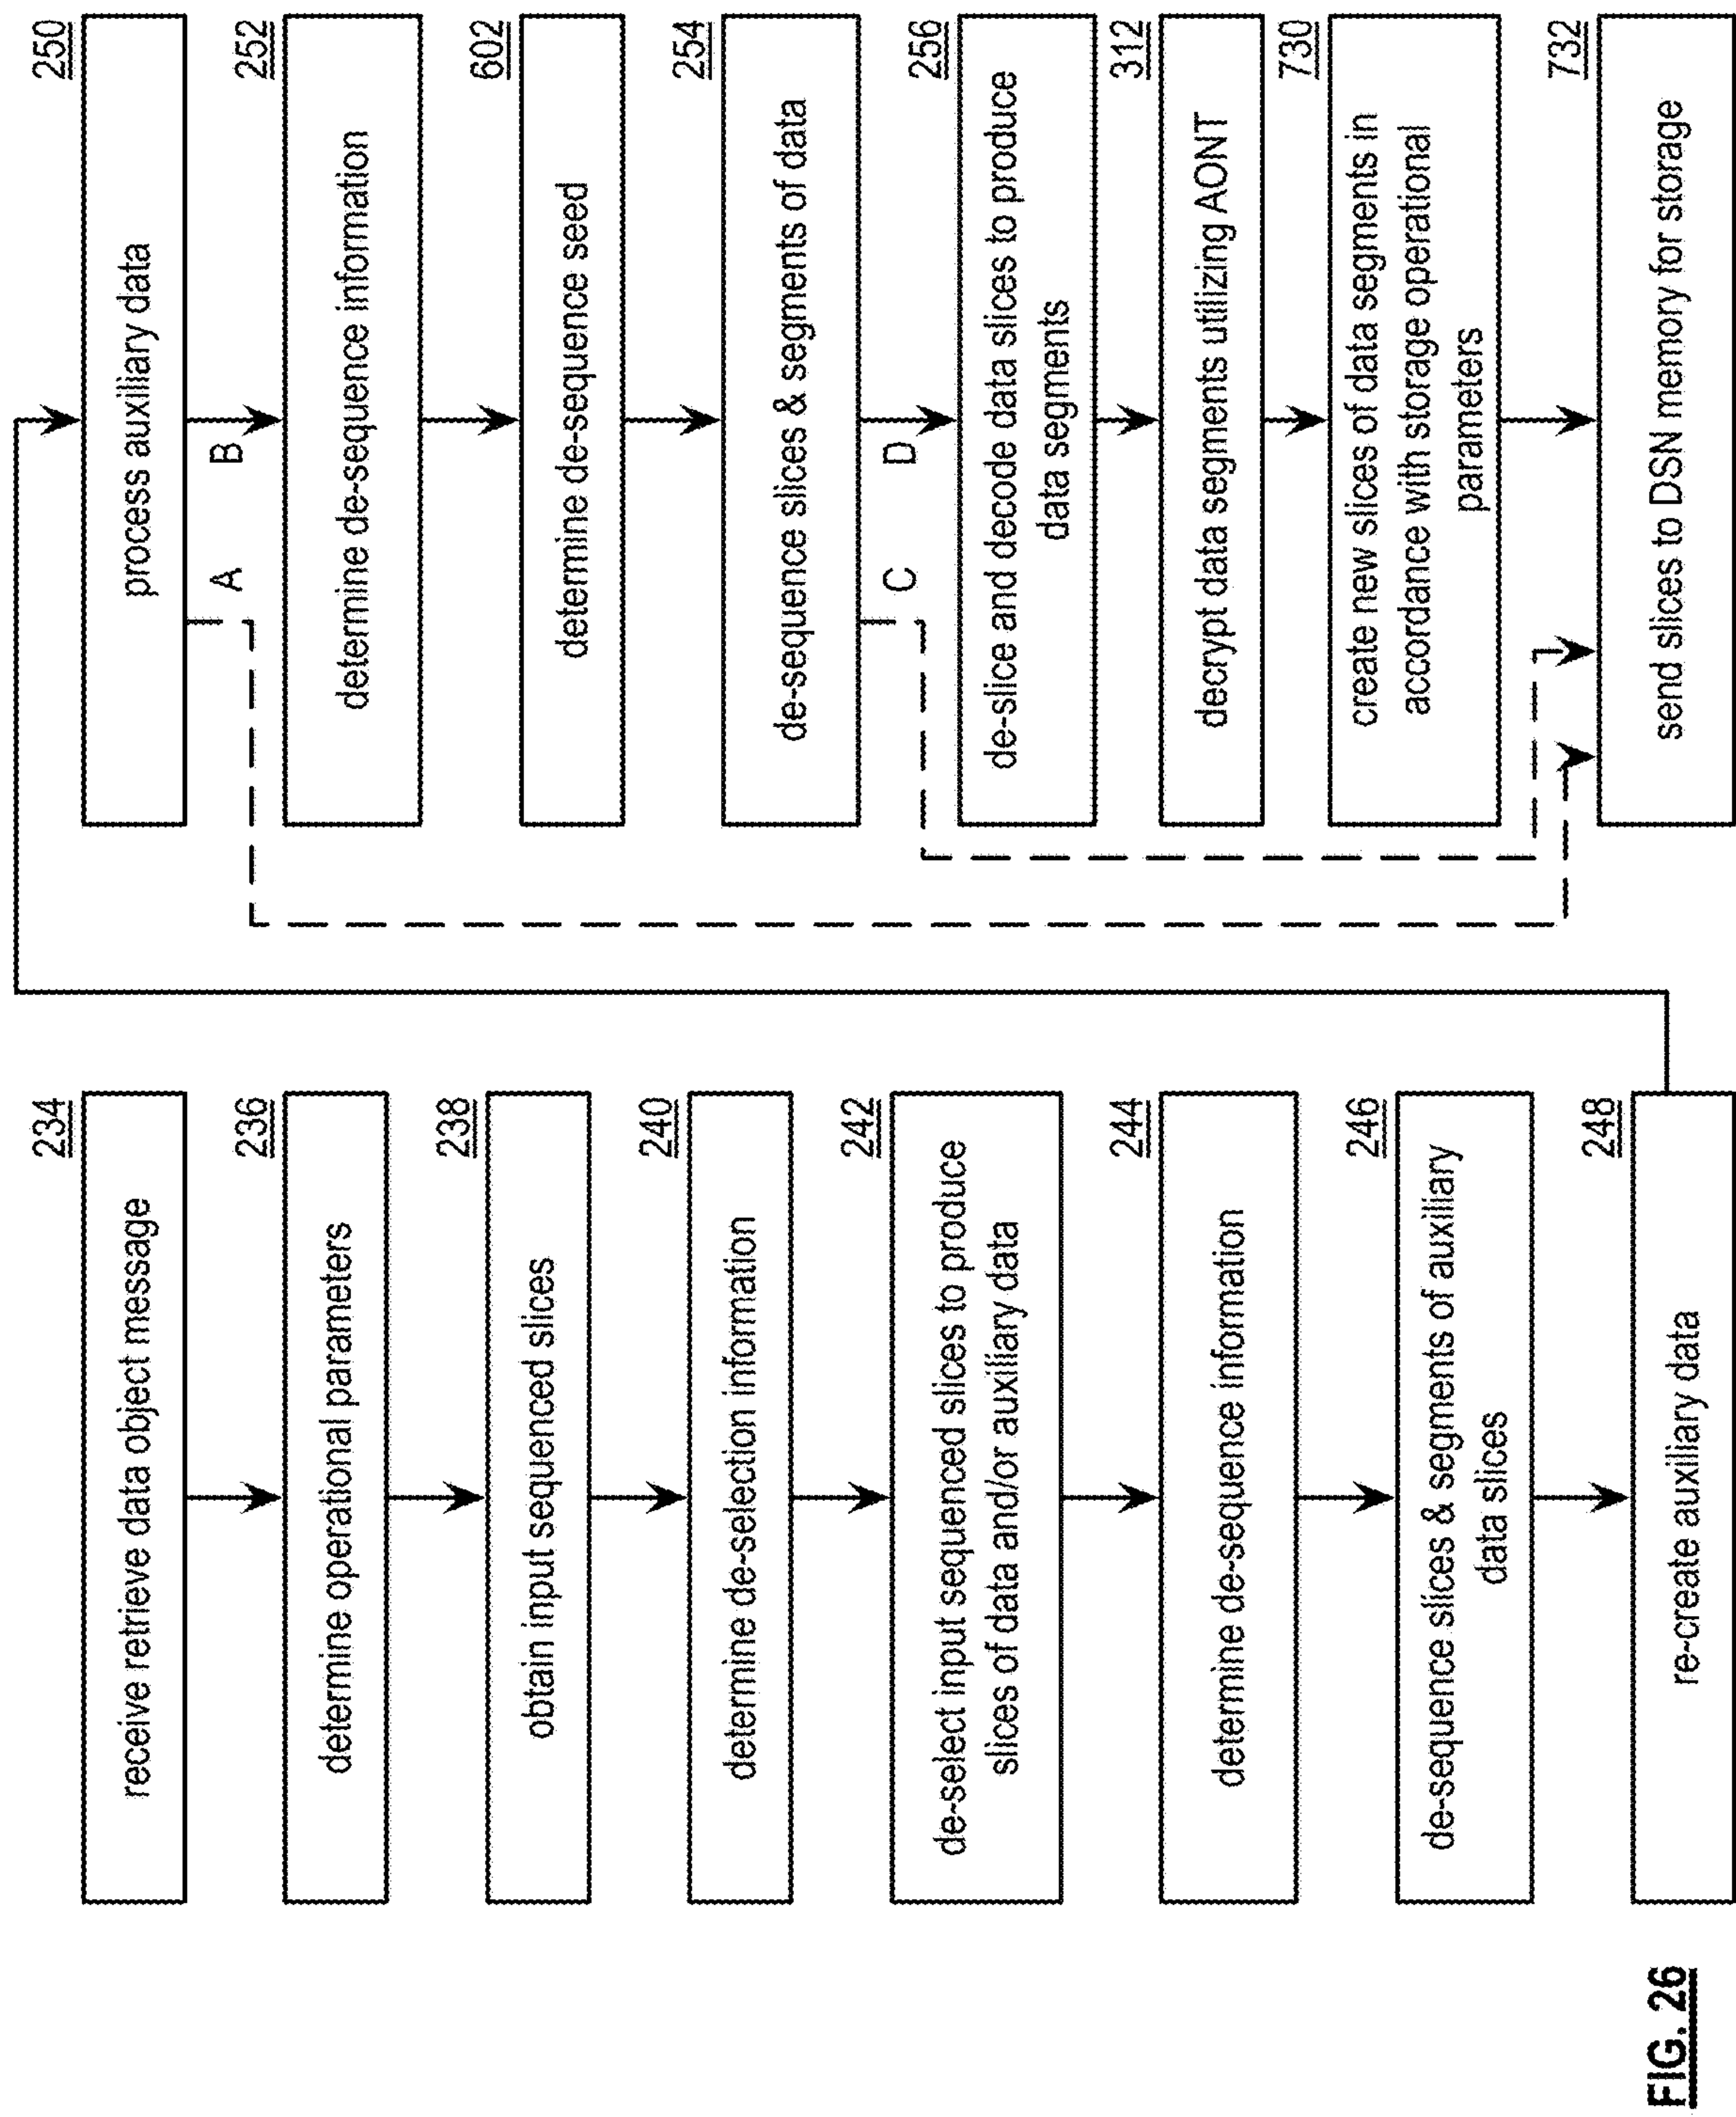 234
receive retrieve data object message
236
determine operational parameters
238
obtain input sequenced slices
240
determine de-selection information
242
de-select input sequenced slices to produce
slices of data and/or auxiliary data
244
determine de-sequence information
246
de-sequence slices & segments of auxiliary
data slices
248
re-create auxiliary data
250
process auxiliary data
A
B
252
determine de-sequence information
602
determine de-sequence seed
254
de-sequence slices & segments of data
C
D
256
de-slice and decode data slices to produce
data segments
312
decrypt data segments utilizing AONT
730
create new slices of data segments in
accordance with storage operational
parameters
732
send slices to DSN memory for storage
FIG. 26